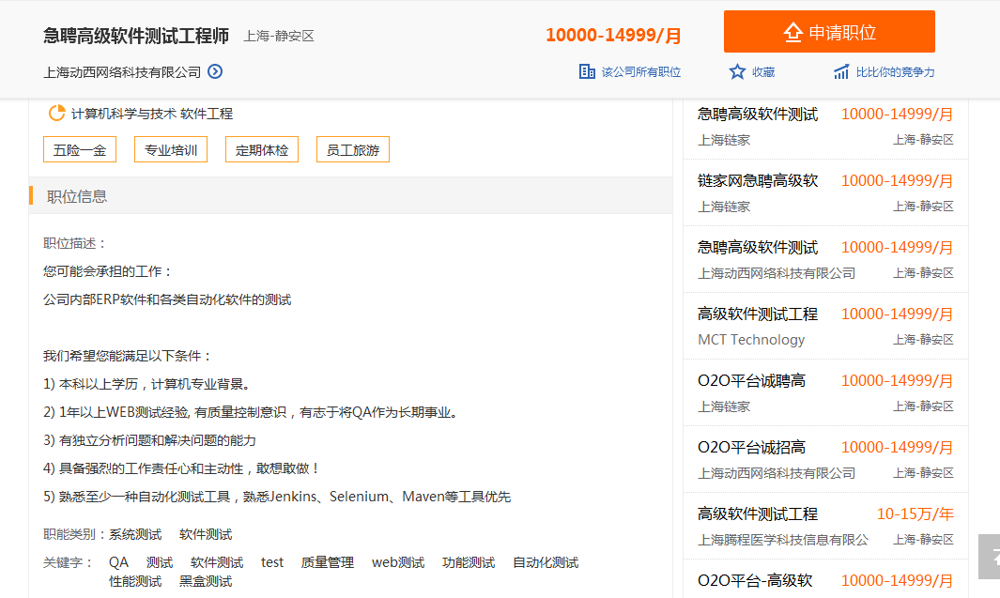 急聘高级软件测试工程师 上海-静安区 10000-14999/月 申请职位
上海动西网络科技有限公司 该公司所有职位 收藏 比比你的竞争力
计算机科学与技术 软件工程
五险一金 专业培训 定期体检 员工旅游
职位信息
职位描述：
您可能会承担的工作：
公司内部ERP软件和各类自动化软件的测试
我们希望您能满足以下条件：
1) 本科以上学历，计算机专业背景。
2) 1年以上WEB测试经验, 有质量控制意识，有志于将QA作为长期事业。
3) 有独立分析问题和解决问题的能力
4) 具备强烈的工作责任心和主动性，敢想敢做！
5) 熟悉至少一种自动化测试工具，熟悉Jenkins、Selenium、Maven等工具优先
职能类别：系统测试 软件测试
关键字： QA 测试 软件测试 test 质量管理 web测试 功能测试 自动化测试
性能测试 黑盒测试
急聘高级软件测试 10000-14999/月
上海链家 上海-静安区
链家网急聘高级软 10000-14999/月
上海链家 上海-静安区
急聘高级软件测试 10000-14999/月
上海动西网络科技有限公司 上海-静安区
高级软件测试工程 10000-14999/月
MCT Technology 上海-静安区
O2O平台诚聘高 10000-14999/月
上海链家 上海-静安区
O2O平台诚招高 10000-14999/月
上海动西网络科技有限公司 上海-静安区
高级软件测试工程 10-15万/年
上海腾程医学科技信息有限公 上海-静安区
O2O平台-高级软 10000-14999/月